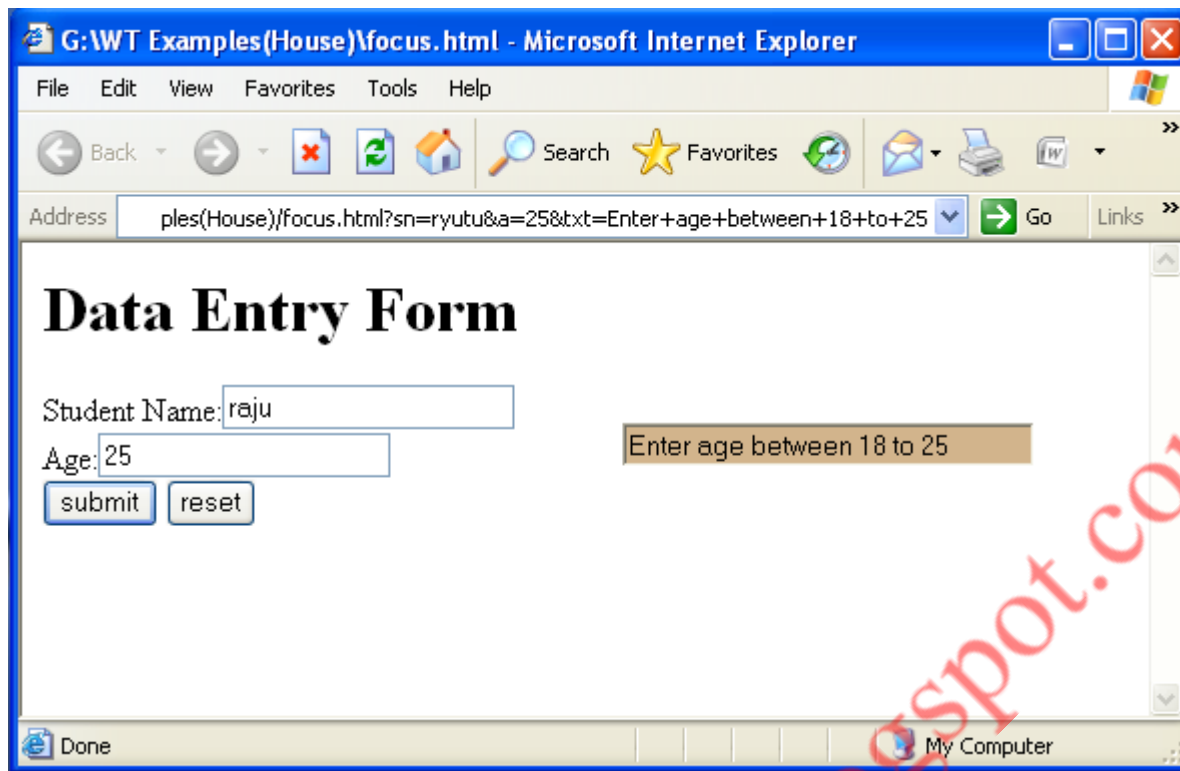 G:\WT Examples(House)\focus.html - Microsoft Internet Explorer
File Edit View Favorites Tools Help
Back Search Favorites
Address ples(House)/focus.html?sn=ryutu&a=25&txt=Enter+age+between+18+to+25 Go Links »
Data Entry Form
Student Name: raju
Age: 25 Enter age between 18 to 25
submit reset
Done My Computer